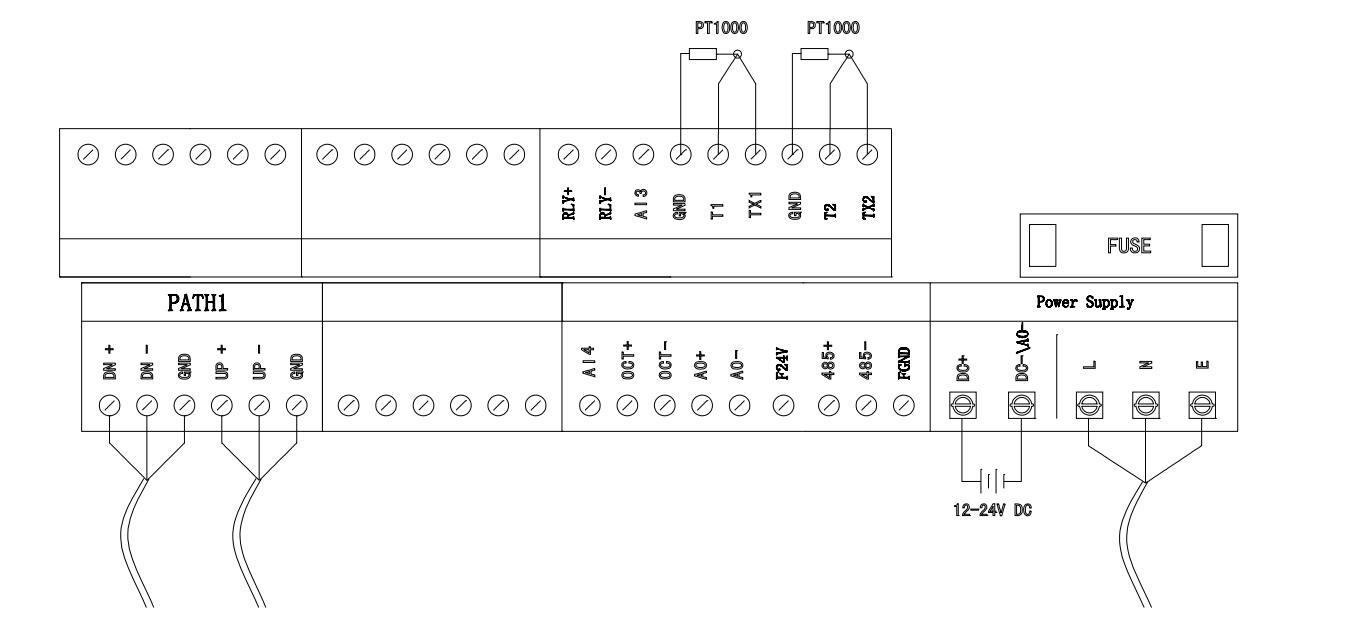 PT1000 PT1000
RLY+ RLY- AI3 GND T1 TX1 GND T2 TX2
FUSE
PATH1 Power Supply
DN + DN - GND UP + UP - GND AI4 OCT+ OCT- AO+ AO- F24V 485+ 485- FGND DC+ DC-\AO- L N E
12-24V DC